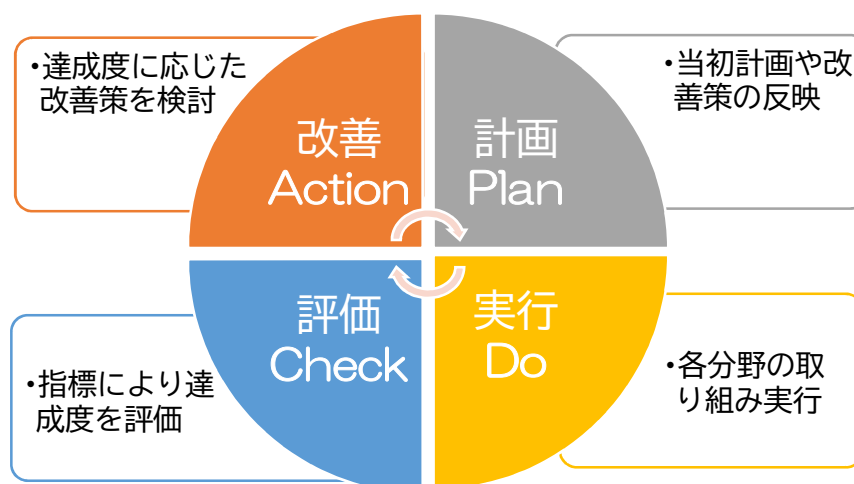 ・達成度に応じた
改善策を検討
改善
Action
計画
Plan
・当初計画や改
善策の反映
・指標により達
成度を評価
評価
Check
実行
Do
・各分野の取
り組み実行